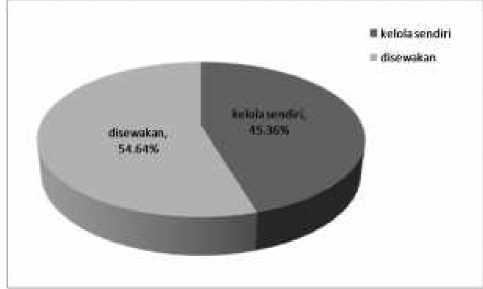 kelola sendiri
disewakan
kelola sendiri,
45.36%
disewakan,
54.64%